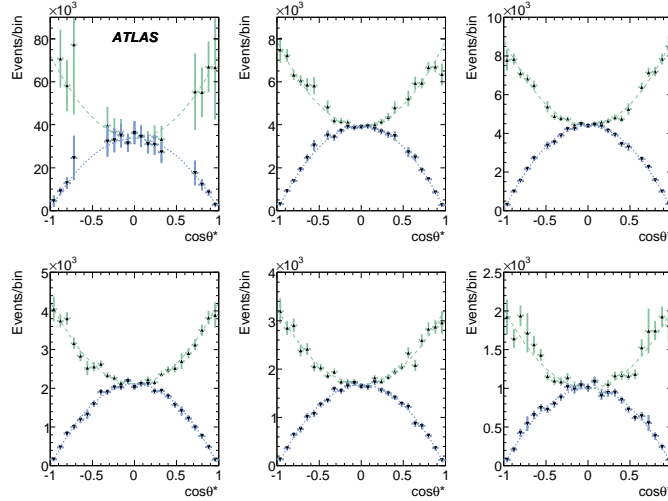 ×10³ ×10³ ×10³
Events/bin Events/bin Events/bin
ATLAS
80 8 10
60 6 8
40 4 6
20 2 4
2
0 0 0
-1 -0.5 0 0.5 1 -1 -0.5 0 0.5 1 -1 -0.5 0 0.5 1
cosθ* cosθ* cosθ*
×10³ ×10³ ×10³
Events/bin Events/bin Events/bin
5 5 2.5
4 4 2
3 3 1.5
2 2 1
1 1 0.5
0 0 0
-1 -0.5 0 0.5 1 -1 -0.5 0 0.5 1 -1 -0.5 0 0.5 1
cosθ* cosθ* cosθ*